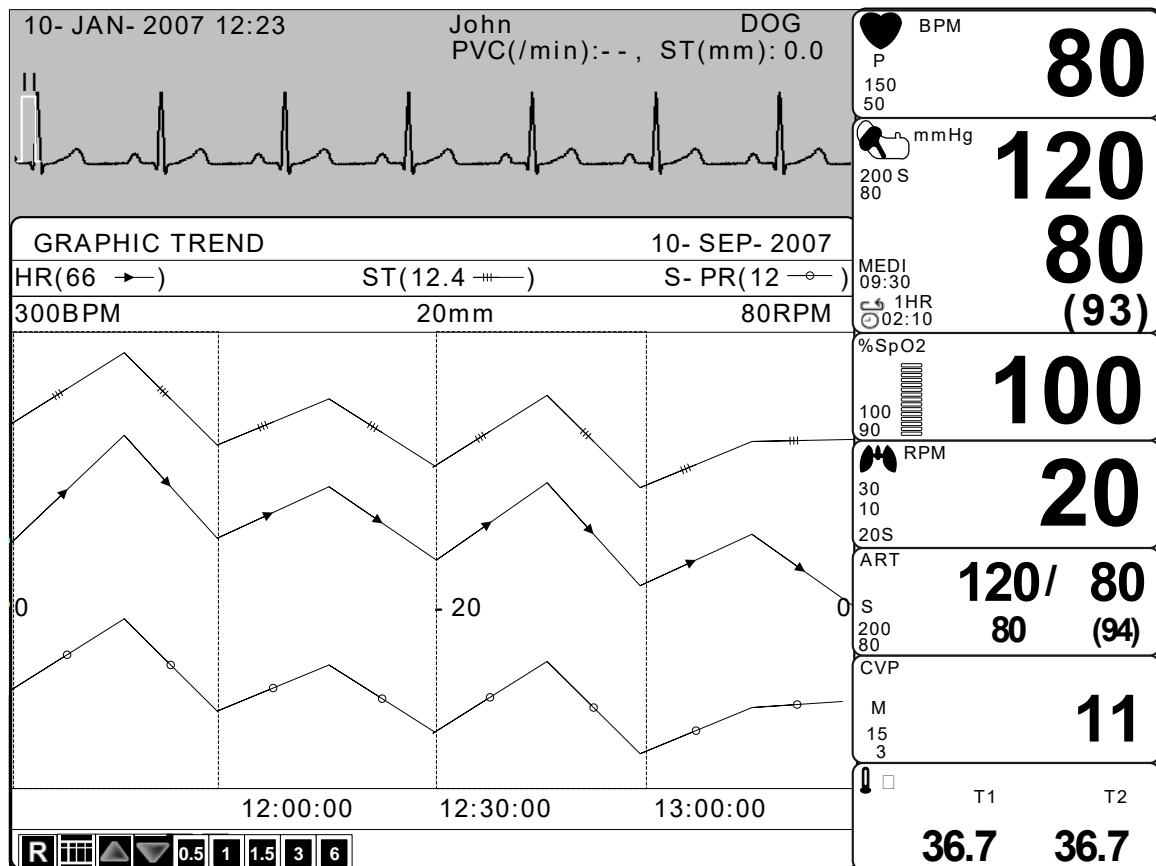 10- JAN- 2007 12:23 John DOG
PVC(/min):- - , ST(mm): 0.0
II
GRAPHIC TREND 10- SEP- 2007
HR(66 ) ST(12.4 ) S- PR(12 )
300BPM 20mm 80RPM
0 - 20 0
12:00:00 12:30:00 13:00:00
R 0.5 1 1.5 3 6
BPM
80
P
150
50
mmHg
120
200 S
80
80
MEDI
09:30
1HR
02:10
(93)
%SpO2
100
100
90
RPM
20
30
10
20S
ART
120/ 80
S
80 (94)
200
80
CVP
M
11
15
3
T1 T2
36.7 36.7